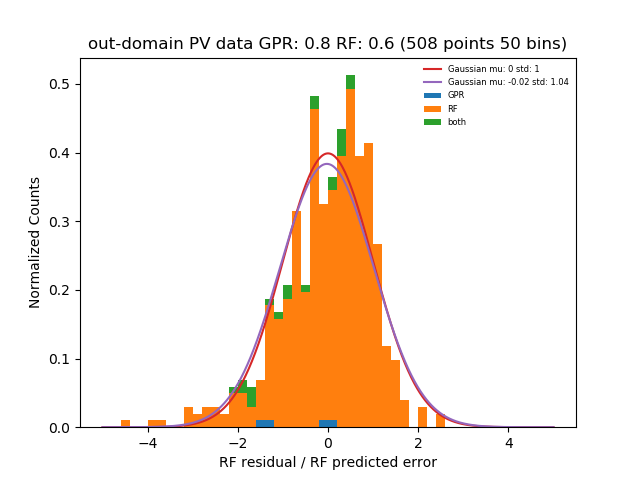 out-domain PV data GPR: 0.8 RF: 0.6 (508 points 50 bins)
Gaussian mu: 0 std: 1
Gaussian mu: -0.02 std: 1.04
GPR
RF
both
Normalized Counts
0.5
0.4
0.3
0.2
0.1
0.0
−4 −2 0 2 4
RF residual / RF predicted error